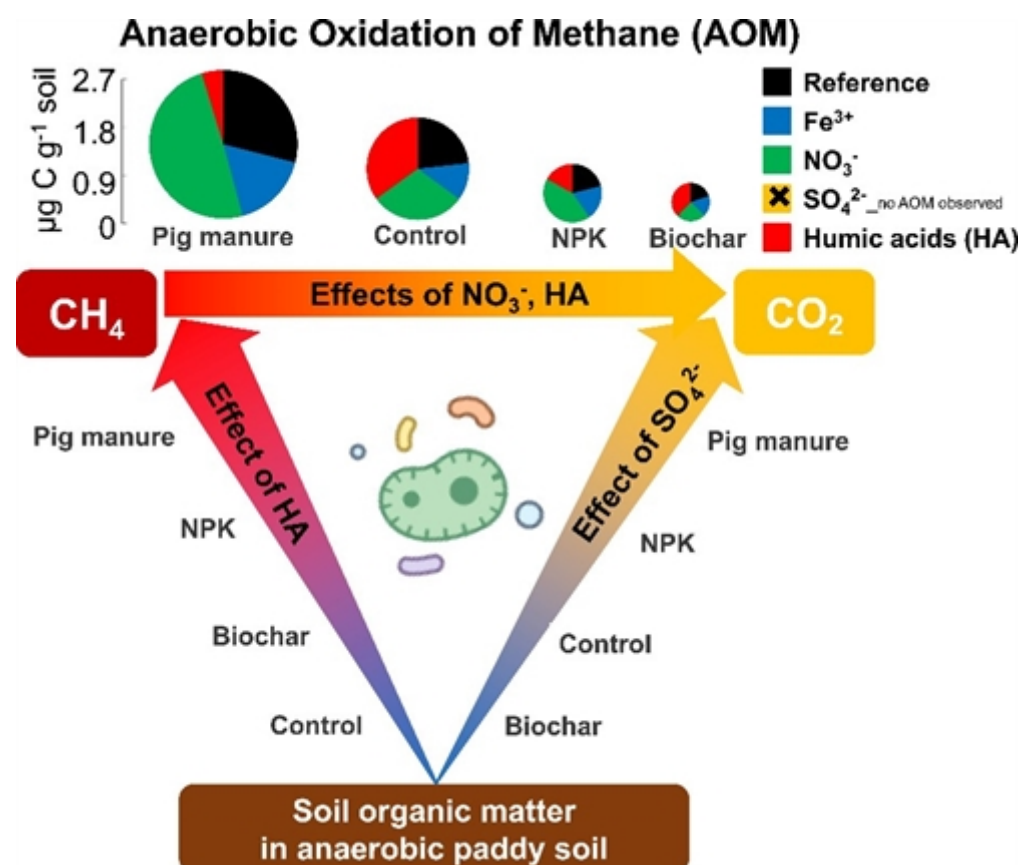 Anaerobic Oxidation of Methane (AOM)
µg C g⁻¹ soil
2.7
1.8
0.9
0
Pig manure
Control
NPK
Biochar
Reference
Fe³⁺
NO₃⁻
SO₄²⁻_no AOM observed
Humic acids (HA)
CH₄
Effects of NO₃⁻, HA
CO₂
Effect of HA
Effect of SO₄²⁻
Pig manure
NPK
Biochar
Control
Pig manure
NPK
Control
Biochar
Soil organic matter
in anaerobic paddy soil